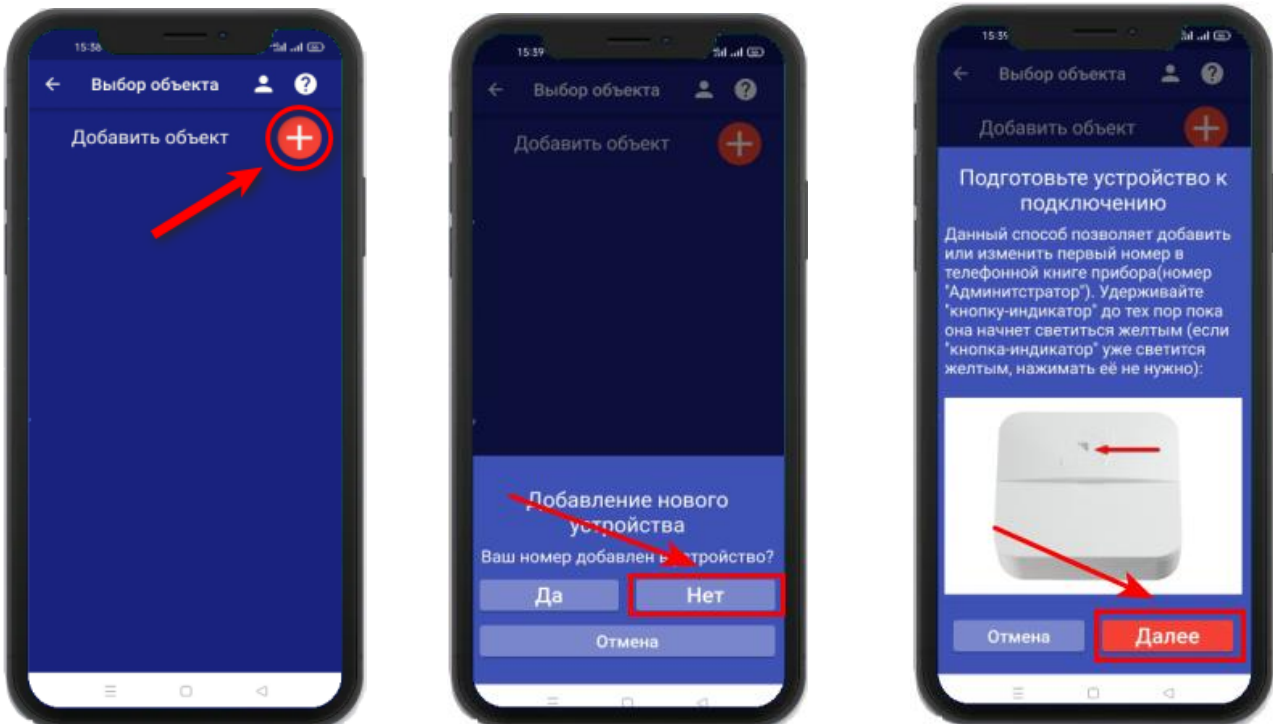 15:38
Выбор объекта
Добавить объект
15:39
Выбор объекта
Добавить объект
Добавление нового
устройства
Ваш номер добавлен в устройство?
Да
Нет
Отмена
Выбор объекта
Добавить объект
Подготовьте устройство к
подключению
Данный способ позволяет добавить
или изменить первый номер в
телефонной книге прибора(номер
"Админитстратор"). Удерживайте
"кнопку-индикатор" до тех пор пока
она начнет светиться желтым (если
"кнопка-индикатор" уже светится
желтым, нажимать её не нужно):
Отмена
Далее